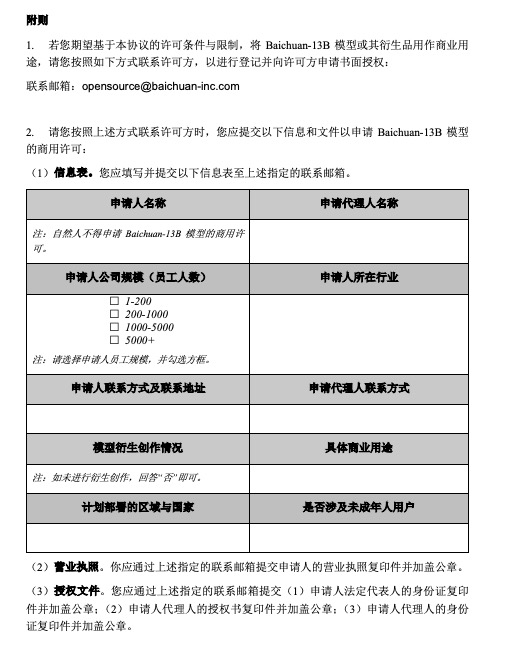 附则
1. 若您期望基于本协议的许可条件与限制，将 Baichuan-13B 模型或其衍生品用作商业用
途，请您按照如下方式联系许可方，以进行登记并向许可方申请书面授权：
联系邮箱：opensource@baichuan-inc.com
2. 请您按照上述方式联系许可方时，您应提交以下信息和文件以申请 Baichuan-13B 模型
的商用许可：
（1）信息表。您应填写并提交以下信息表至上述指定的联系邮箱。
申请人名称 申请代理人名称
注：自然人不得申请 Baichuan-13B 模型的商用许
可。
申请人公司规模（员工人数） 申请人所在行业
☐ 1-200
☐ 200-1000
☐ 1000-5000
☐ 5000+
注：请选择申请人员工规模，并勾选方框。
申请人联系方式及联系地址 申请代理人联系方式
模型衍生创作情况 具体商业用途
注：如未进行衍生创作，回答“否”即可。
计划部署的区域与国家 是否涉及未成年人用户
（2）营业执照。你应通过上述指定的联系邮箱提交申请人的营业执照复印件并加盖公章。
（3）授权文件。您应通过上述指定的联系邮箱提交（1）申请人法定代表人的身份证复印
件并加盖公章；（2）申请人代理人的授权书复印件并加盖公章；（3）申请人代理人的身份
证复印件并加盖公章。